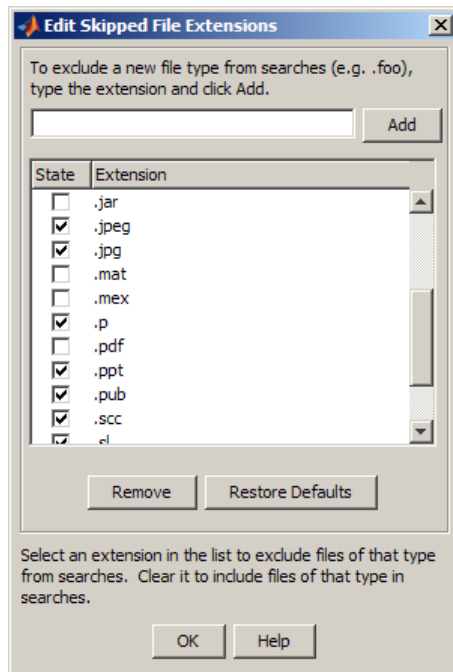 Edit Skipped File Extensions
To exclude a new file type from searches (e.g. .foo),
type the extension and click Add.
Add
State Extension
.jar
.jpeg
.jpg
.mat
.mex
.p
.pdf
.ppt
.pub
.scc
Remove Restore Defaults
Select an extension in the list to exclude files of that type
from searches. Clear it to include files of that type in
searches.
OK Help